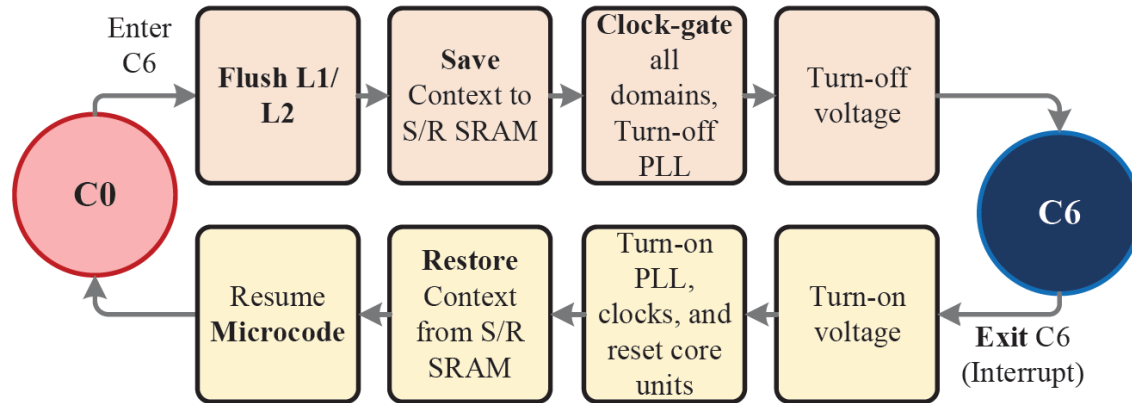 Enter
C6
Flush L1/
L2
Save
Context to
S/R SRAM
Clock-gate
all
domains,
Turn-off
PLL
Turn-off
voltage
C0
C6
Resume
Microcode
Restore
Context
from S/R
SRAM
Turn-on
PLL,
clocks, and
reset core
units
Turn-on
voltage
Exit C6
(Interrupt)